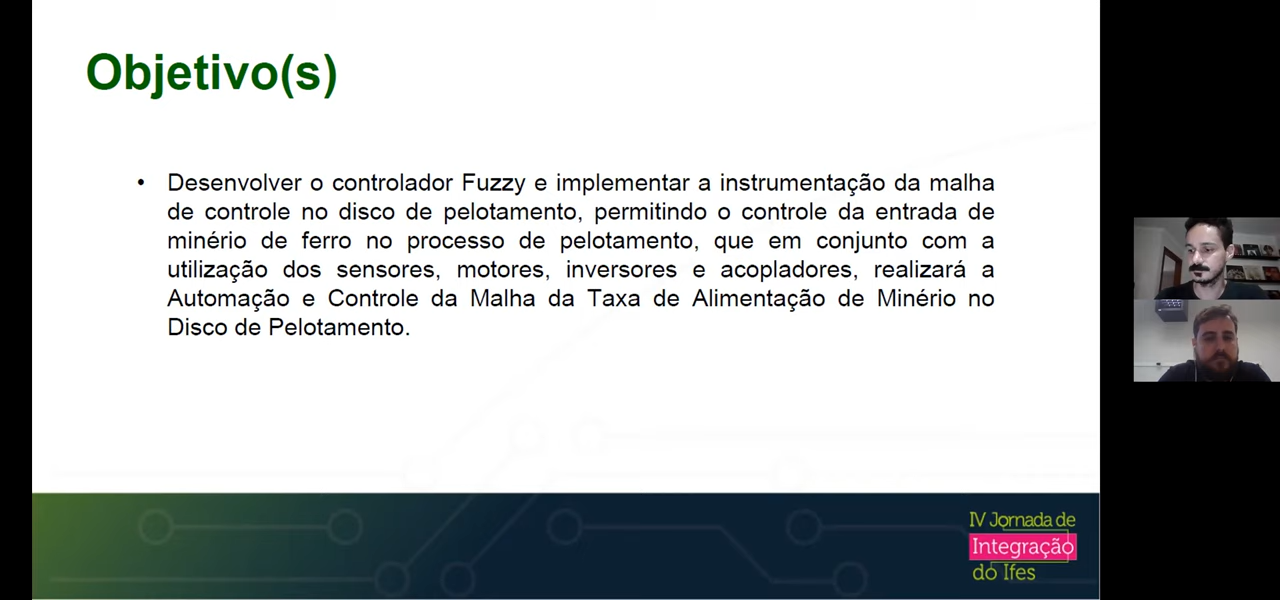 Objetivo(s)
• Desenvolver o controlador Fuzzy e implementar a instrumentação da malha
de controle no disco de pelotamento, permitindo o controle da entrada de
minério de ferro no processo de pelotamento, que em conjunto com a
utilização dos sensores, motores, inversores e acopladores, realizará a
Automação e Controle da Malha da Taxa de Alimentação de Minério no
Disco de Pelotamento.
IV Jornada de
Integração
do Ifes